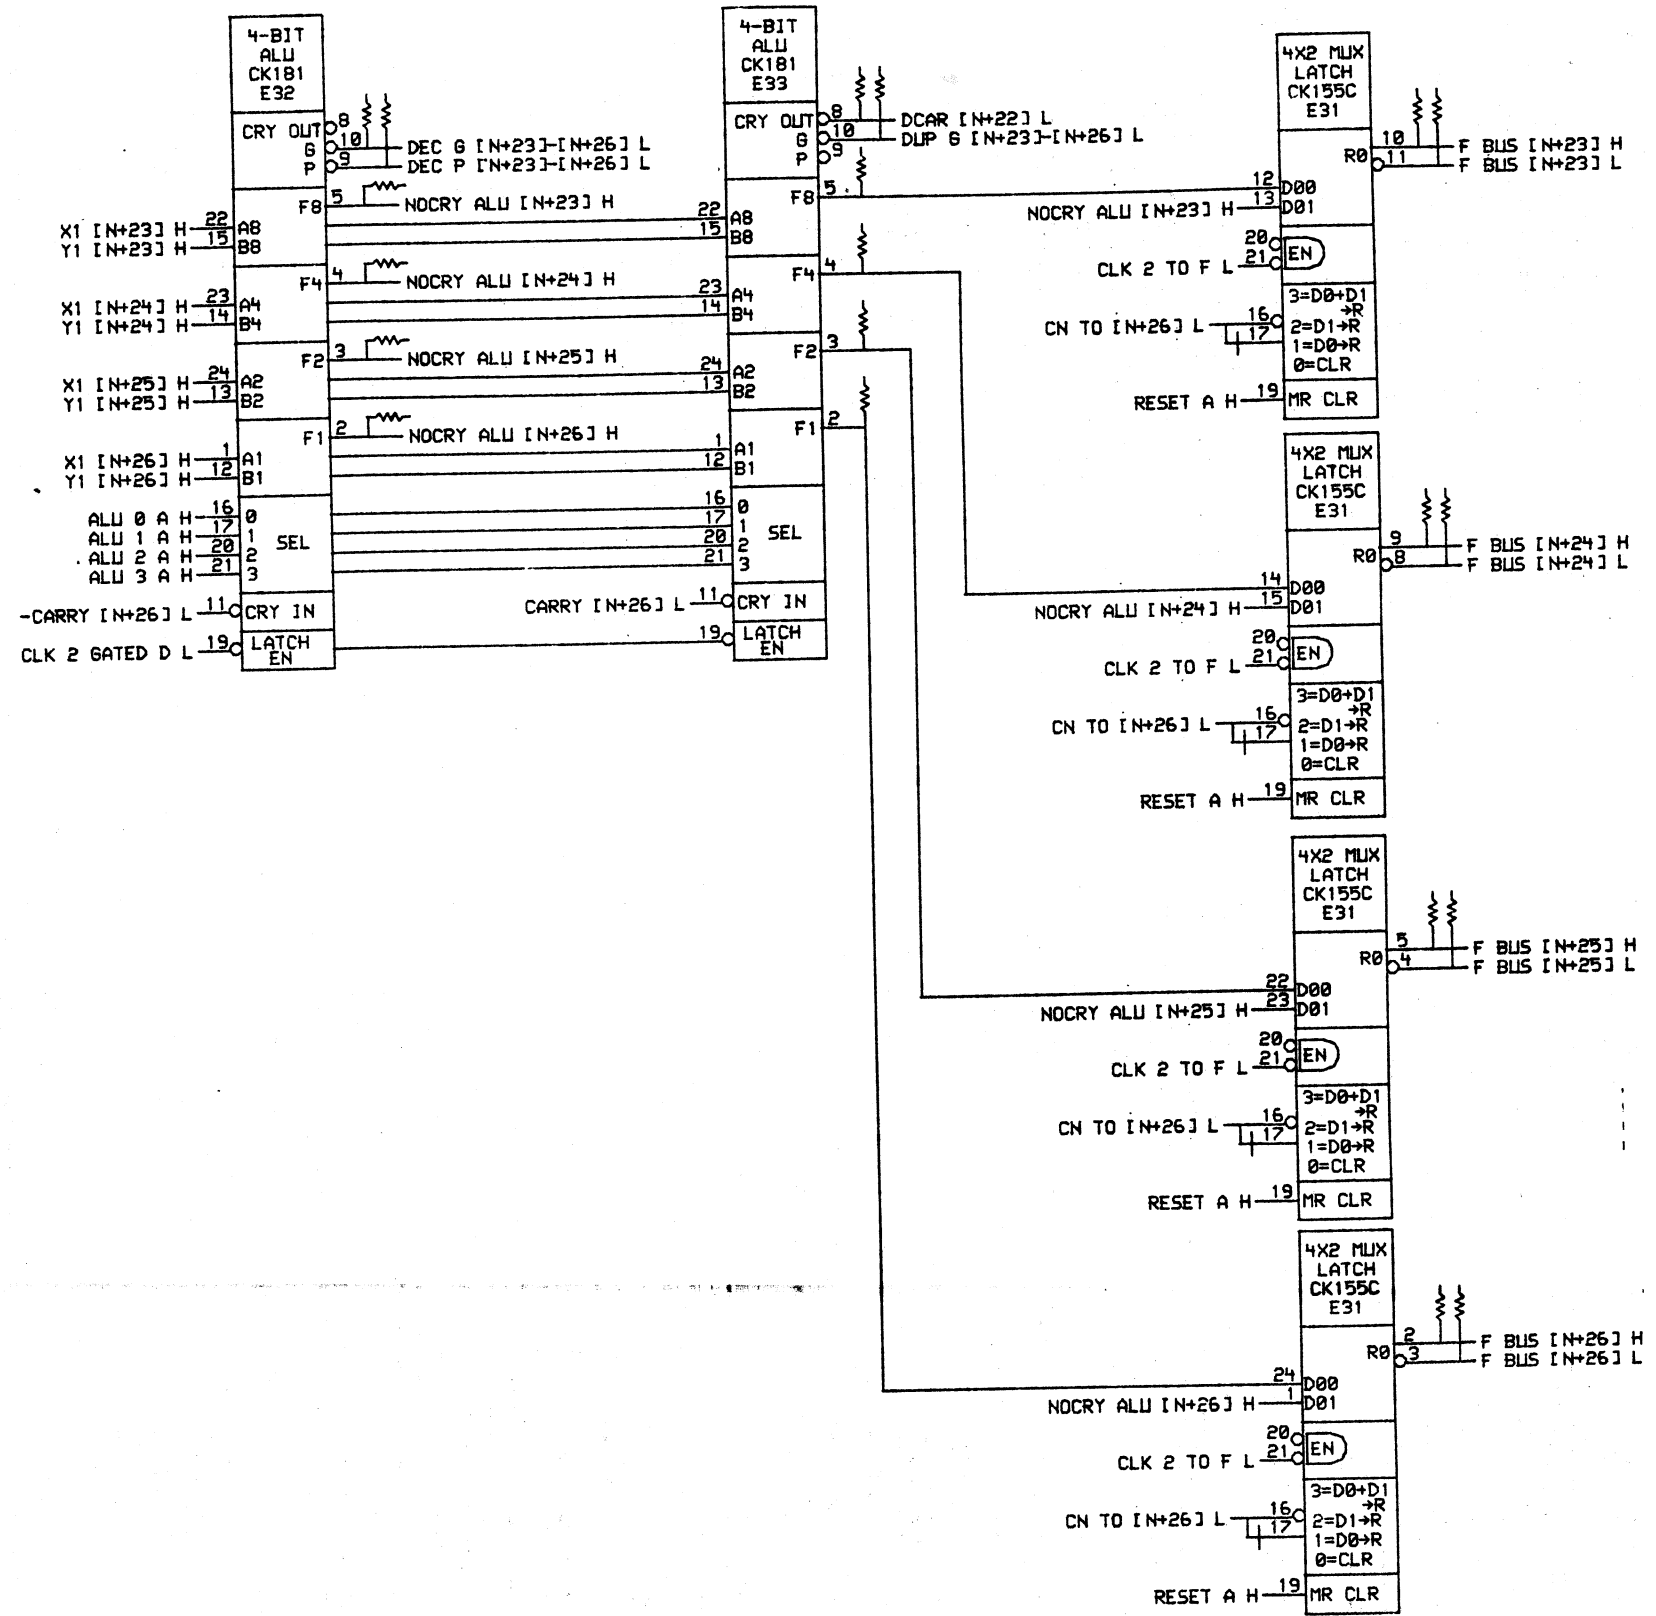 4-BIT
ALU
CK181
E32
CRY OUT 8
G 10 DEC G [N+23]-[N+26] L
P 9 DEC P [N+23]-[N+26] L
F8 5 NOCRY ALU [N+23] H
X1 [N+23] H 22 A8
Y1 [N+23] H 15 B8
F4 4 NOCRY ALU [N+24] H
X1 [N+24] H 23 A4
Y1 [N+24] H 14 B4
F2 3 NOCRY ALU [N+25] H
X1 [N+25] H 24 A2
Y1 [N+25] H 13 B2
F1 2 NOCRY ALU [N+26] H
X1 [N+26] H 1 A1
Y1 [N+26] H 12 B1
ALU 0 A H 16 0
ALU 1 A H 17 1
SEL
ALU 2 A H 20 2
ALU 3 A H 21 3
-CARRY [N+26] L 11 CRY IN
CLK 2 GATED D L 19 LATCH
EN
4-BIT
ALU
CK181
E33
CRY OUT 8 DCAR [N+22] L
G 10 DUP G [N+23]-[N+26] L
P 9
F8 5
22 A8
15 B8
F4 4
23 A4
14 B4
F2 3
24 A2
13 B2
F1 2
1 A1
12 B1
16 0
17 1
SEL
20 2
21 3
CARRY [N+26] L 11 CRY IN
19 LATCH
EN
4X2 MUX
LATCH
CK155C
E31
R0 10 F BUS [N+23] H
11 F BUS [N+23] L
12 D00
NOCRY ALU [N+23] H 13 D01
20
CLK 2 TO F L 21 EN
3=D0+D1
→R
CN TO [N+26] L 16 2=D1→R
17 1=D0→R
0=CLR
RESET A H 19 MR CLR
4X2 MUX
LATCH
CK155C
E31
R0 9 F BUS [N+24] H
8 F BUS [N+24] L
14 D00
NOCRY ALU [N+24] H 15 D01
20
CLK 2 TO F L 21 EN
3=D0+D1
→R
CN TO [N+26] L 16 2=D1→R
17 1=D0→R
0=CLR
RESET A H 19 MR CLR
4X2 MUX
LATCH
CK155C
E31
R0 5 F BUS [N+25] H
4 F BUS [N+25] L
22 D00
NOCRY ALU [N+25] H 23 D01
20
CLK 2 TO F L 21 EN
3=D0+D1
→R
CN TO [N+26] L 16 2=D1→R
17 1=D0→R
0=CLR
RESET A H 19 MR CLR
4X2 MUX
LATCH
CK155C
E31
R0 2 F BUS [N+26] H
3 F BUS [N+26] L
24 D00
NOCRY ALU [N+26] H 1 D01
20
CLK 2 TO F L 21 EN
3=D0+D1
→R
CN TO [N+26] L 16 2=D1→R
17 1=D0→R
0=CLR
RESET A H 19 MR CLR